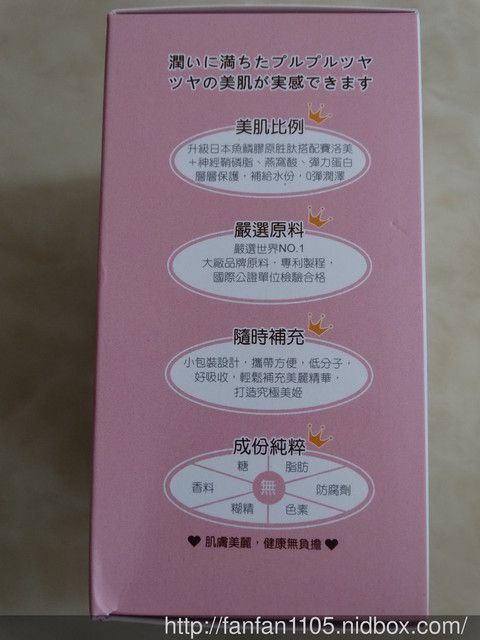 潤いに満ちたプルプルツヤ
ツヤの美肌が実感できます
美肌比例
升級日本魚鱗膠原胜肽搭配賽洛美
+神經鞘磷脂、燕窩酸、彈力蛋白
層層保護，補給水份，Q彈潤澤
嚴選原料
嚴選世界NO.1
大廠品牌原料，專利製程，
國際公證單位檢驗合格
隨時補充
小包裝設計，攜帶方便，低分子，
好吸收，輕鬆補充美麗精華，
打造究極美姬
成份純粹
糖 脂肪
香料 無 防腐劑
糊精 色素
♥ 肌膚美麗，健康無負擔 ♥
http://fanfan1105.nidbox.com/